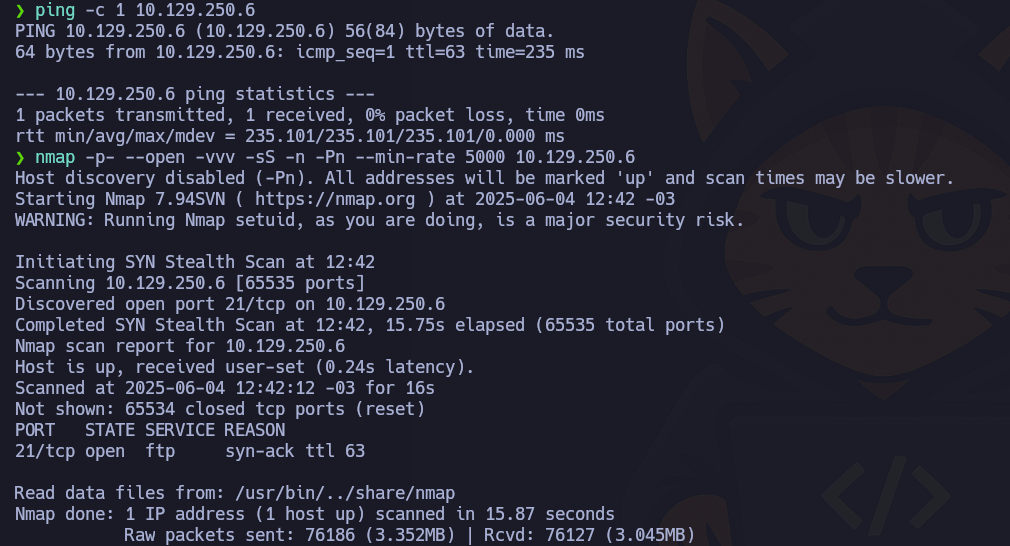 ❯ ping -c 1 10.129.250.6
PING 10.129.250.6 (10.129.250.6) 56(84) bytes of data.
64 bytes from 10.129.250.6: icmp_seq=1 ttl=63 time=235 ms

--- 10.129.250.6 ping statistics ---
1 packets transmitted, 1 received, 0% packet loss, time 0ms
rtt min/avg/max/mdev = 235.101/235.101/235.101/0.000 ms
❯ nmap -p- --open -vvv -sS -n -Pn --min-rate 5000 10.129.250.6
Host discovery disabled (-Pn). All addresses will be marked 'up' and scan times may be slower.
Starting Nmap 7.94SVN ( https://nmap.org ) at 2025-06-04 12:42 -03
WARNING: Running Nmap setuid, as you are doing, is a major security risk.

Initiating SYN Stealth Scan at 12:42
Scanning 10.129.250.6 [65535 ports]
Discovered open port 21/tcp on 10.129.250.6
Completed SYN Stealth Scan at 12:42, 15.75s elapsed (65535 total ports)
Nmap scan report for 10.129.250.6
Host is up, received user-set (0.24s latency).
Scanned at 2025-06-04 12:42:12 -03 for 16s
Not shown: 65534 closed tcp ports (reset)
PORT   STATE SERVICE REASON
21/tcp open  ftp     syn-ack ttl 63

Read data files from: /usr/bin/../share/nmap
Nmap done: 1 IP address (1 host up) scanned in 15.87 seconds
           Raw packets sent: 76186 (3.352MB) | Rcvd: 76127 (3.045MB)
</>